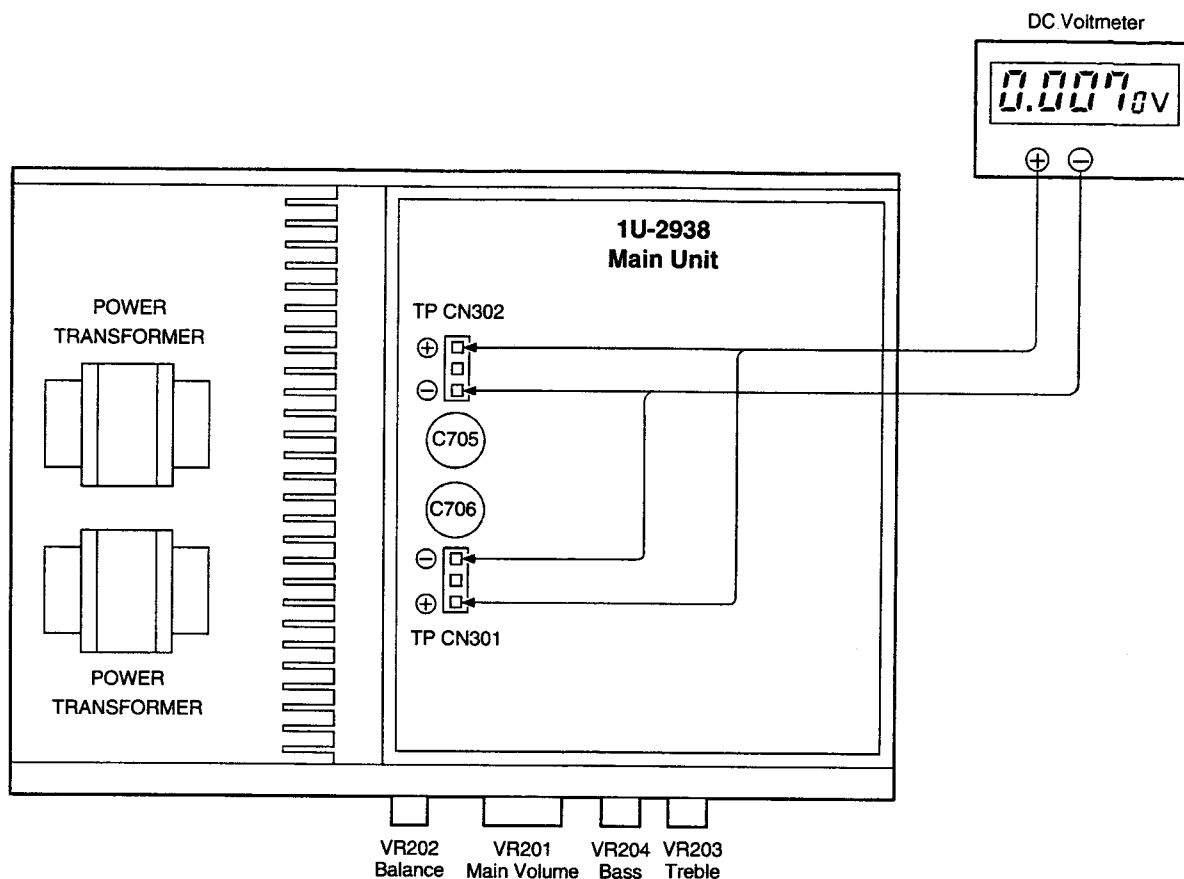 DC Voitmeter
0.0070V
⊕ ⊖
1U-2938
Main Unit
POWER
TRANSFORMER
TP CN302
⊕
⊖
C705
C706
⊖
⊕
TP CN301
POWER
TRANSFORMER
VR202
Balance
VR201
Main Volume
VR204
Bass
VR203
Treble